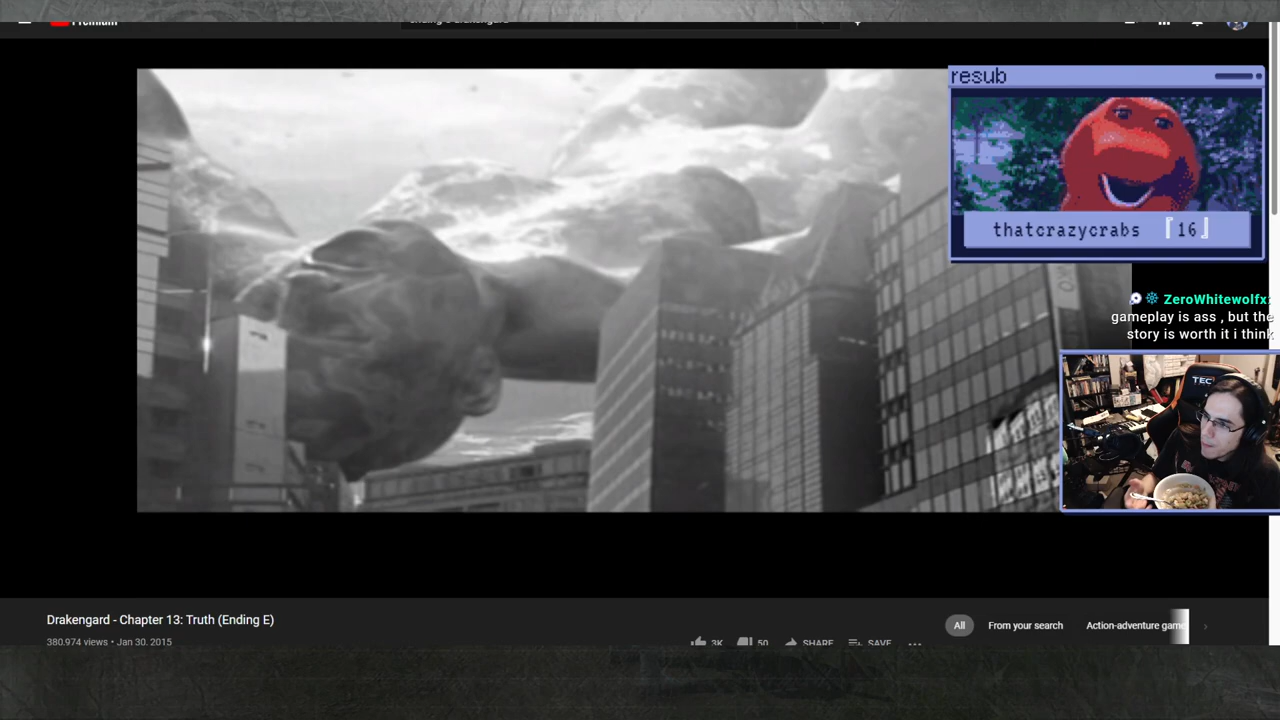 Premium
resub
thatcrazycrabs 『16』
ZeroWhitewolfx:
gameplay is ass , but the
story is worth it i think
TEC
Drakengard - Chapter 13: Truth (Ending E)
All
From your search
Action-adventure game
380,974 views • Jan 30, 2015
3K
50
SHARE
SAVE